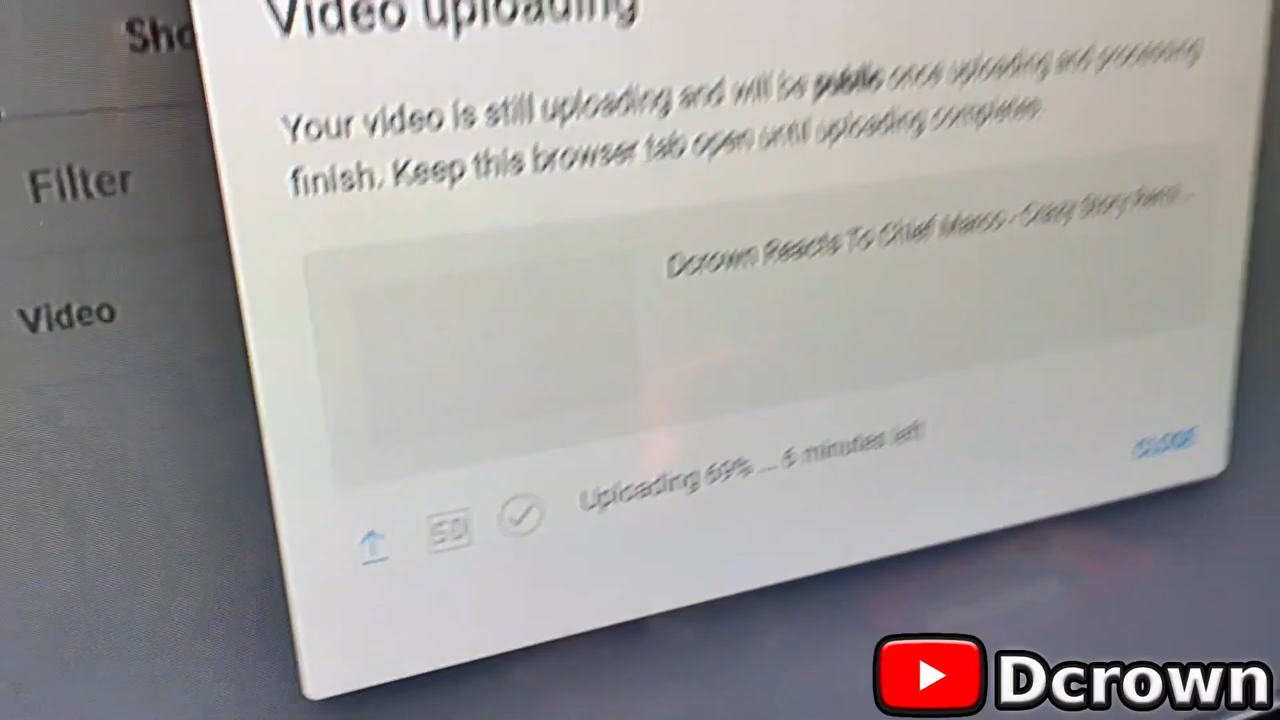 Video uploading
Sho
Your video is still uploading and will be public once uploading and processing
finish. Keep this browser tab open until uploading completes.
Filter
Dcrown Reacts To Chief Marco - Crazy Story
Video
Uploading 69% ... 6 minutes left
CLOSE
SD
Dcrown